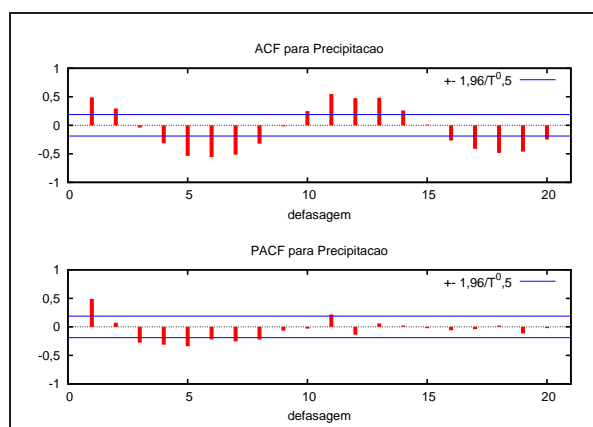 ACF para Precipitacao
+- 1,96/T^0,5
1
0,5
0
-0,5
-1
0 5 10 15 20
defasagem
PACF para Precipitacao
+- 1,96/T^0,5
1
0,5
0
-0,5
-1
0 5 10 15 20
defasagem